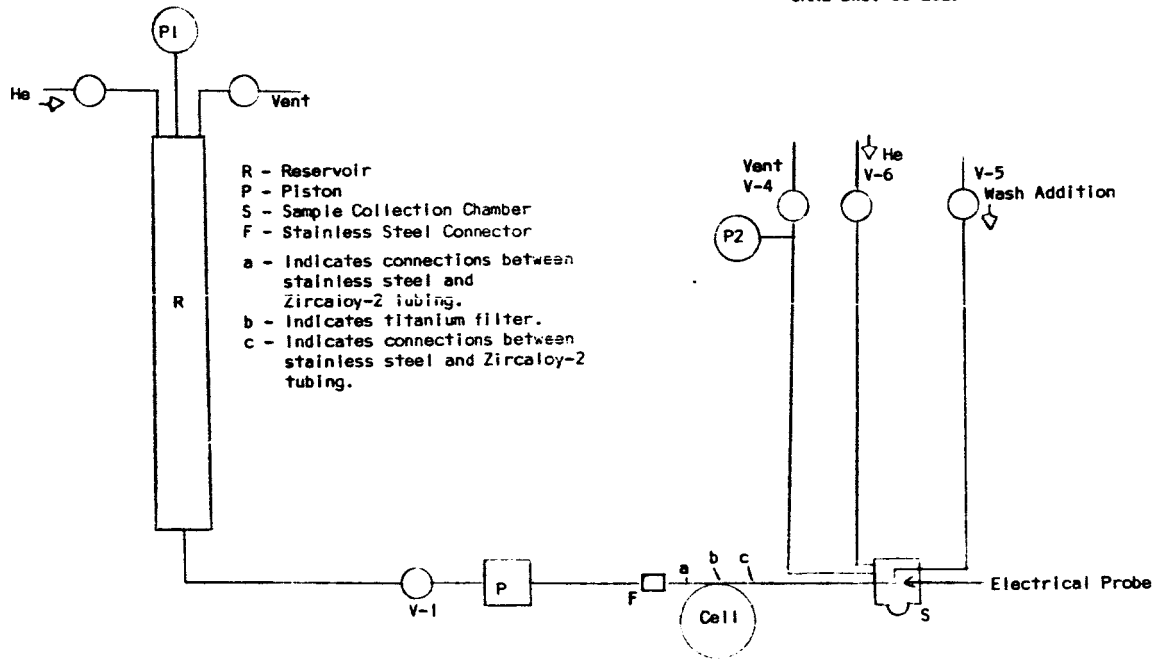 P1
He
Vent
R - Reservoir
P - Piston
S - Sample Collection Chamber
F - Stainless Steel Connector
a - Indicates connections between
stainless steel and
Zircaloy-2 tubing.
b - Indicates titanium filter.
c - Indicates connections between
stainless steel and Zircaloy-2
tubing.
R
Vent
V-4
He
V-6
V-5
Wash Addition
P2
V-1
P
F
a
b
c
Cell
S
Electrical Probe